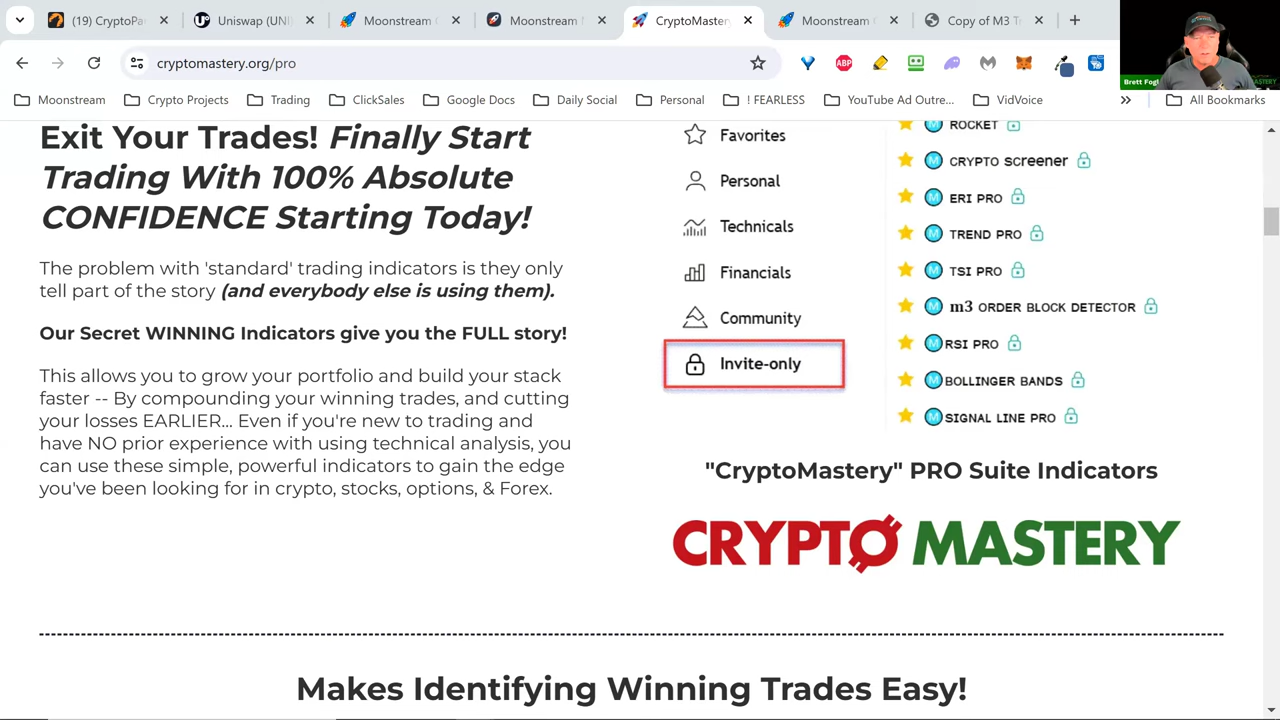 (19) CryptoPa
Uniswap (UNI
Moonstream
Moonstream
CryptoMaster
Moonstream
Copy of M3 T
cryptomastery.org/pro
ABP
Brett Fogl
MASTERY
Moonstream
Crypto Projects
Trading
ClickSales
Google Docs
Daily Social
Personal
! FEARLESS
YouTube Ad Outre...
VidVoice
All Bookmarks
Exit Your Trades! Finally Start
Trading With 100% Absolute
CONFIDENCE Starting Today!
The problem with 'standard' trading indicators is they only
tell part of the story (and everybody else is using them).
Our Secret WINNING Indicators give you the FULL story!
This allows you to grow your portfolio and build your stack
faster -- By compounding your winning trades, and cutting
your losses EARLIER... Even if you're new to trading and
have NO prior experience with using technical analysis, you
can use these simple, powerful indicators to gain the edge
you've been looking for in crypto, stocks, options, & Forex.
Favorites
Personal
Technicals
Financials
Community
Invite-only
ROCKET
CRYPTO SCREENER
ERI PRO
TREND PRO
TSI PRO
m3 ORDER BLOCK DETECTOR
RSI PRO
BOLLINGER BANDS
SIGNAL LINE PRO
"CryptoMastery" PRO Suite Indicators
CRYPTO MASTERY
Makes Identifying Winning Trades Easy!